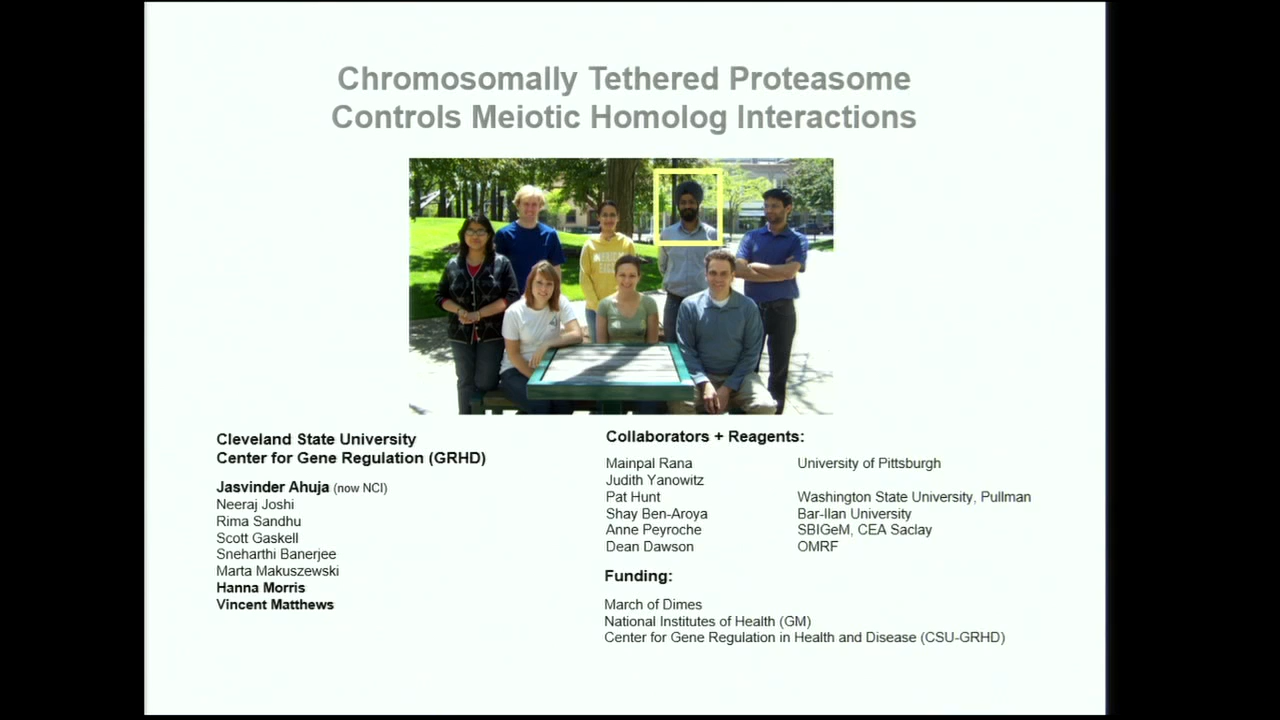 Chromosomally Tethered Proteasome
Controls Meiotic Homolog Interactions
Cleveland State University
Center for Gene Regulation (GRHD)
Jasvinder Ahuja (now NCI)
Neeraj Joshi
Rima Sandhu
Scott Gaskell
Sneharthi Banerjee
Marta Makuszewski
Hanna Morris
Vincent Matthews
Collaborators + Reagents:
Mainpal Rana University of Pittsburgh
Judith Yanowitz
Pat Hunt Washington State University, Pullman
Shay Ben-Aroya Bar-Ilan University
Anne Peyroche SBIGeM, CEA Saclay
Dean Dawson OMRF
Funding:
March of Dimes
National Institutes of Health (GM)
Center for Gene Regulation in Health and Disease (CSU-GRHD)